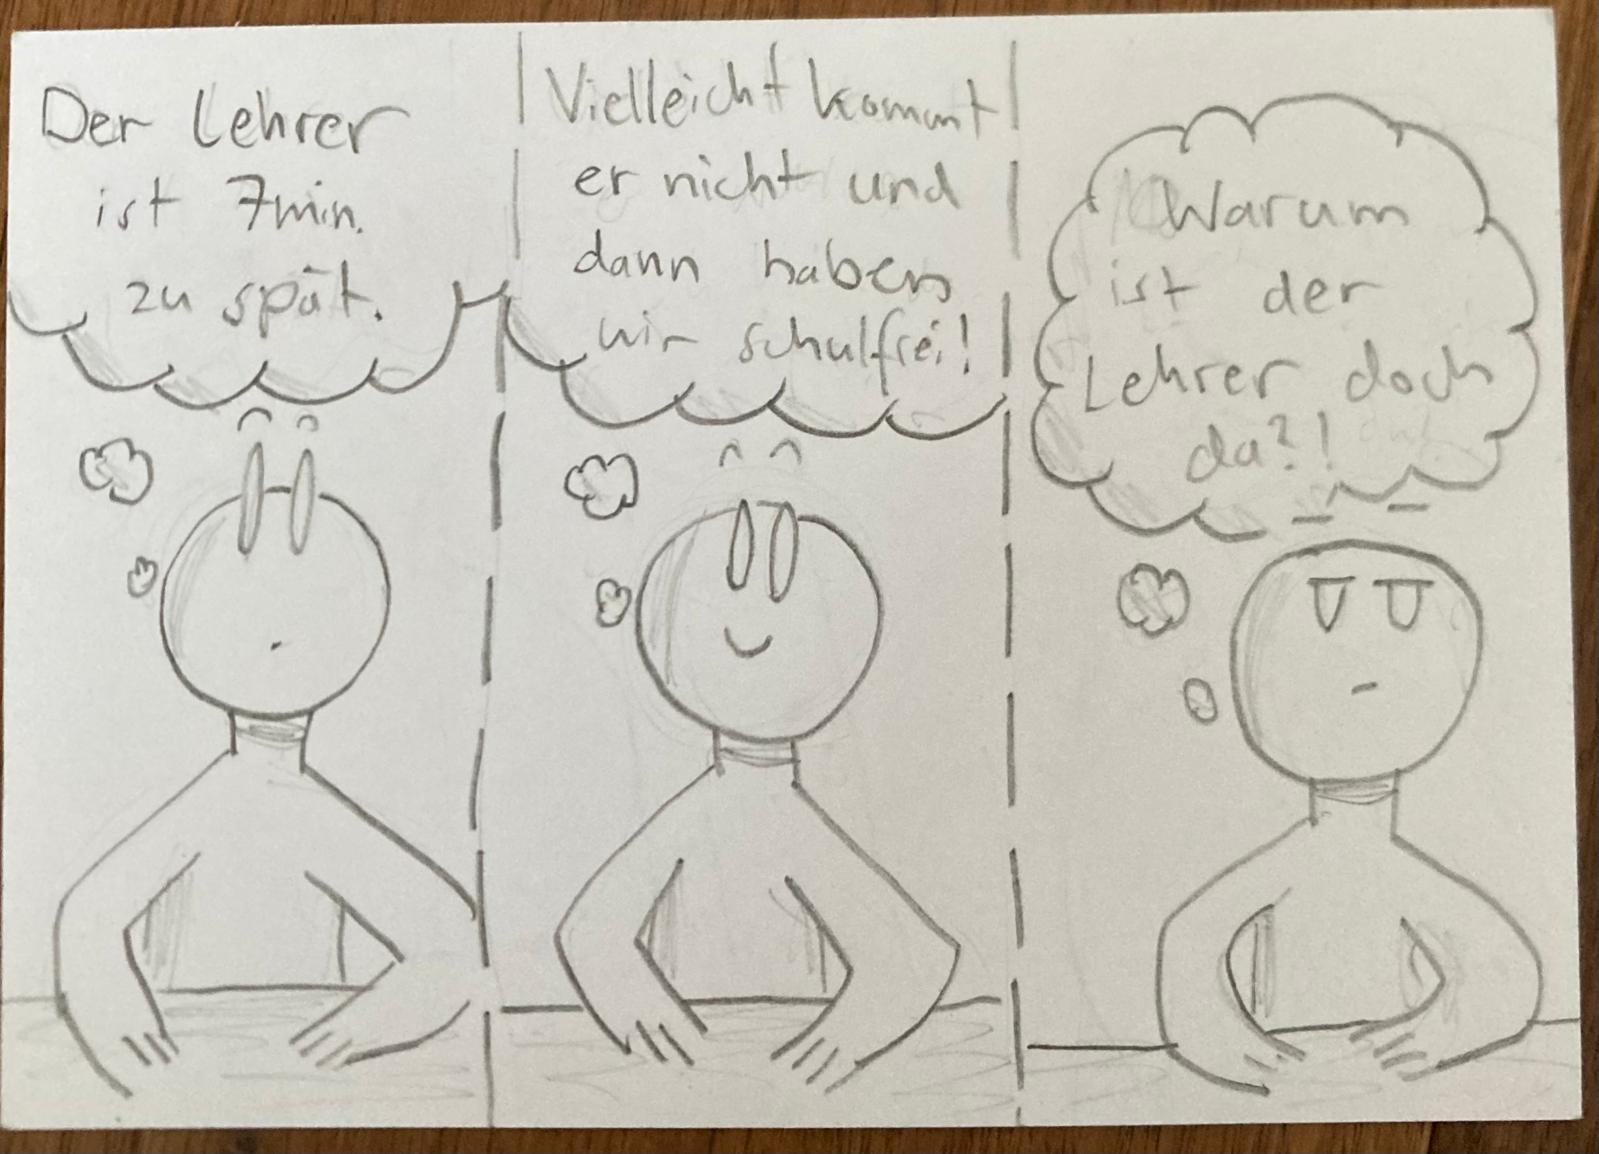 Der Lehrer
ist 7min.
zu spät.
Vielleicht kommt
er nicht und
dann haben
wir schulfrei!
Warum
ist der
Lehrer doch
da?!